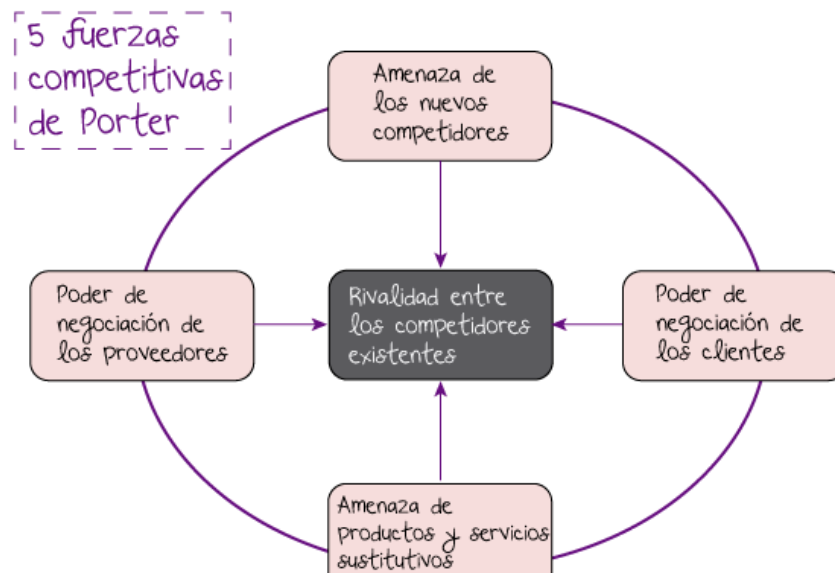 5 fuerzas
competitivas
de Porter
Amenaza de
los nuevos
competidores
Poder de
negociación de
los proveedores
Rivalidad entre
los competidores
existentes
Poder de
negociación de
los clientes
Amenaza de
productos y servicios
sustitutivos